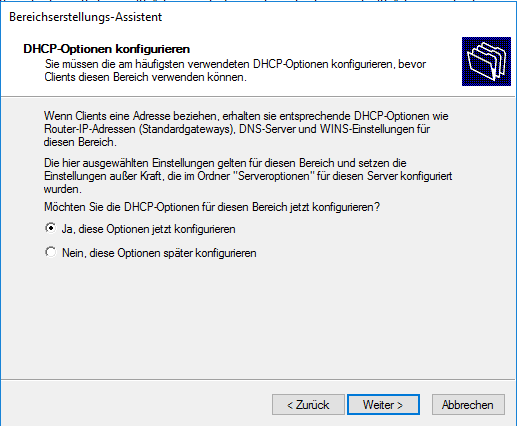 Bereichserstellungs-Assistent
DHCP-Optionen konfigurieren
Sie müssen die am häufigsten verwendeten DHCP-Optionen konfigurieren, bevor
Clients diesen Bereich verwenden können.
Wenn Clients eine Adresse beziehen, erhalten sie entsprechende DHCP-Optionen wie
Router-IP-Adressen (Standardgateways), DNS-Server und WINS-Einstellungen für
diesen Bereich.
Die hier ausgewählten Einstellungen gelten für diesen Bereich und setzen die
Einstellungen außer Kraft, die im Ordner "Serveroptionen" für diesen Server konfiguriert
wurden.
Möchten Sie die DHCP-Optionen für diesen Bereich jetzt konfigurieren?
Ja, diese Optionen jetzt konfigurieren
Nein, diese Optionen später konfigurieren
< Zurück
Weiter >
Abbrechen